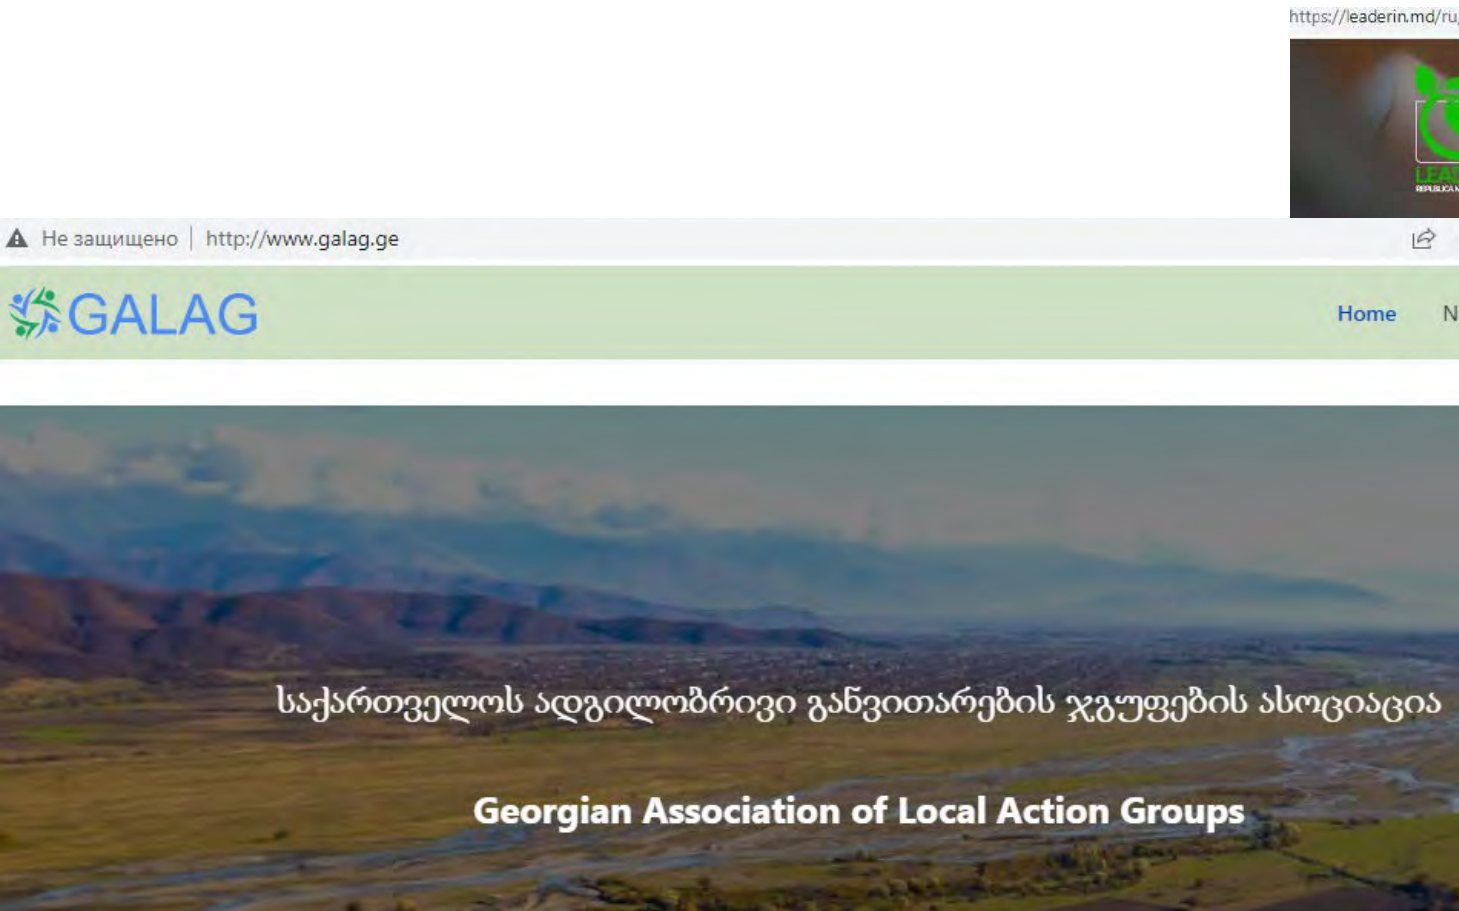 https://leaderin.md/ru
Не защищено | http://www.galag.ge
GALAG
Home
საქართველოს ადგილობრივი განვითარების ჯგუფების ასოციაცია
Georgian Association of Local Action Groups